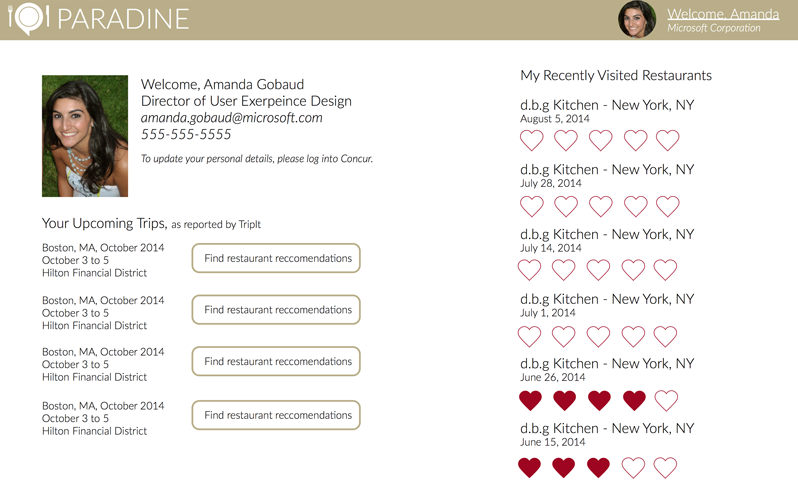 PARADINE
Welcome, Amanda
Microsoft Corporation
Welcome, Amanda Gobaud
Director of User Exerpeince Design
amanda.gobaud@microsoft.com
555-555-5555
To update your personal details, please log into Concur.
Your Upcoming Trips, as reported by TripIt
Boston, MA, October 2014
October 3 to 5
Hilton Financial District
Find restaurant reccomendations
Boston, MA, October 2014
October 3 to 5
Hilton Financial District
Find restaurant reccomendations
Boston, MA, October 2014
October 3 to 5
Hilton Financial District
Find restaurant reccomendations
Boston, MA, October 2014
October 3 to 5
Hilton Financial District
Find restaurant reccomendations
My Recently Visited Restaurants
d.b.g Kitchen - New York, NY
August 5, 2014
d.b.g Kitchen - New York, NY
July 28, 2014
d.b.g Kitchen - New York, NY
July 14, 2014
d.b.g Kitchen - New York, NY
July 1, 2014
d.b.g Kitchen - New York, NY
June 26, 2014
d.b.g Kitchen - New York, NY
June 15, 2014